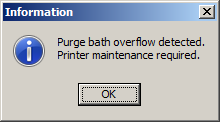 Information
Purge bath overflow detected.
Printer maintenance required.
OK